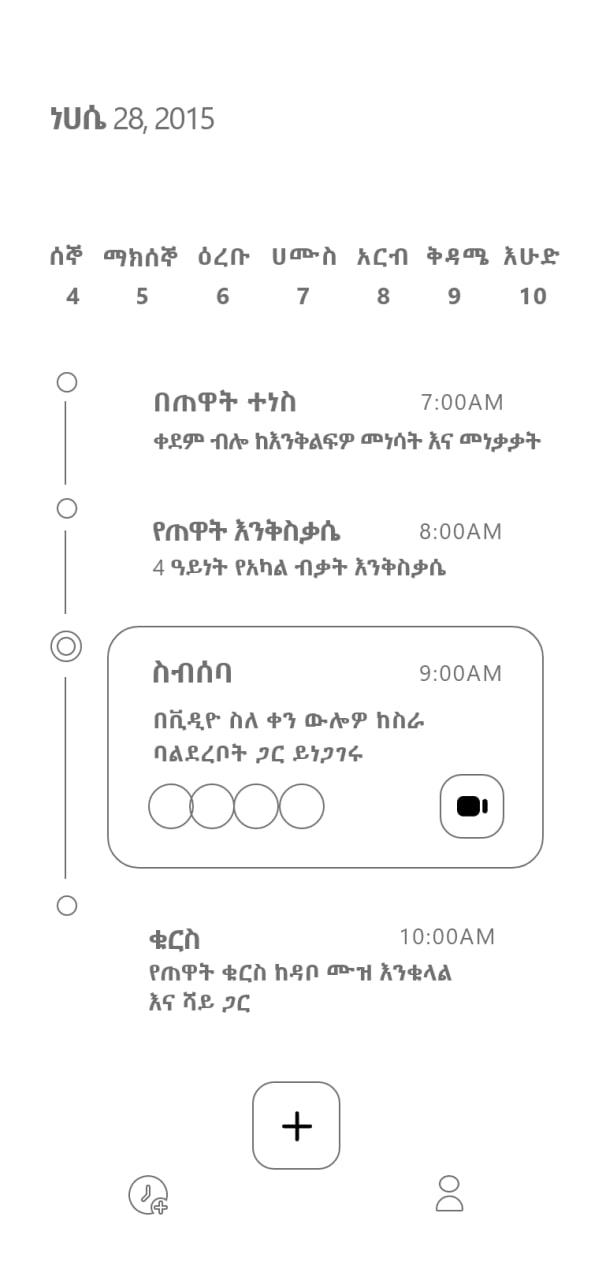 ነሀሴ 28, 2015
ሰኞ ማክሰኞ ዕረቡ ሀሙስ አርብ ቅዳሜ እሁድ
4 5 6 7 8 9 10
በጠዋት ተነስ 7:00AM
ቀደም ብሎ ከእንቅልፍዎ መነሳት እና መነቃቃት
የጠዋት እንቅስቃሴ 8:00AM
4 ዓይነት የአካል ብቃት እንቅስቃሴ
ስብሰባ 9:00AM
በቪዲዮ ስለ ቀን ውሎዎ ከስራ
ባልደረቦት ጋር ይነጋገሩ
ቁርስ 10:00AM
የጠዋት ቁርስ ከዳቦ ሙዝ እንቁላል
እና ሻይ ጋር